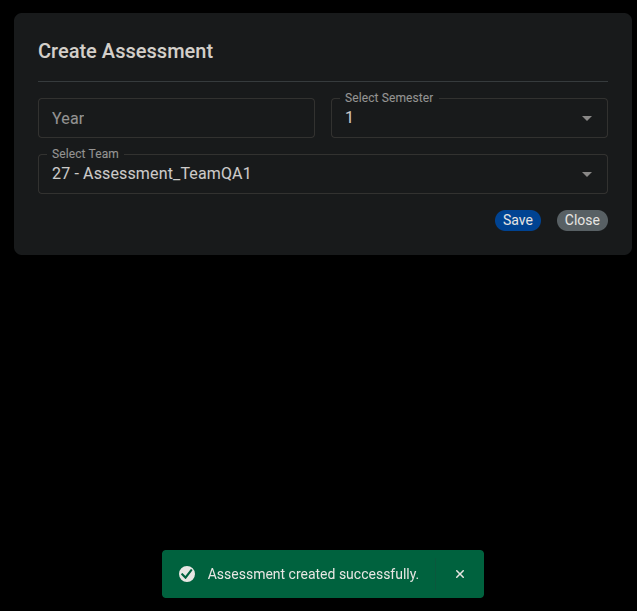 Create Assessment
Year
Select Semester
1
Select Team
27 - Assessment_TeamQA1
Save Close
Assessment created successfully.